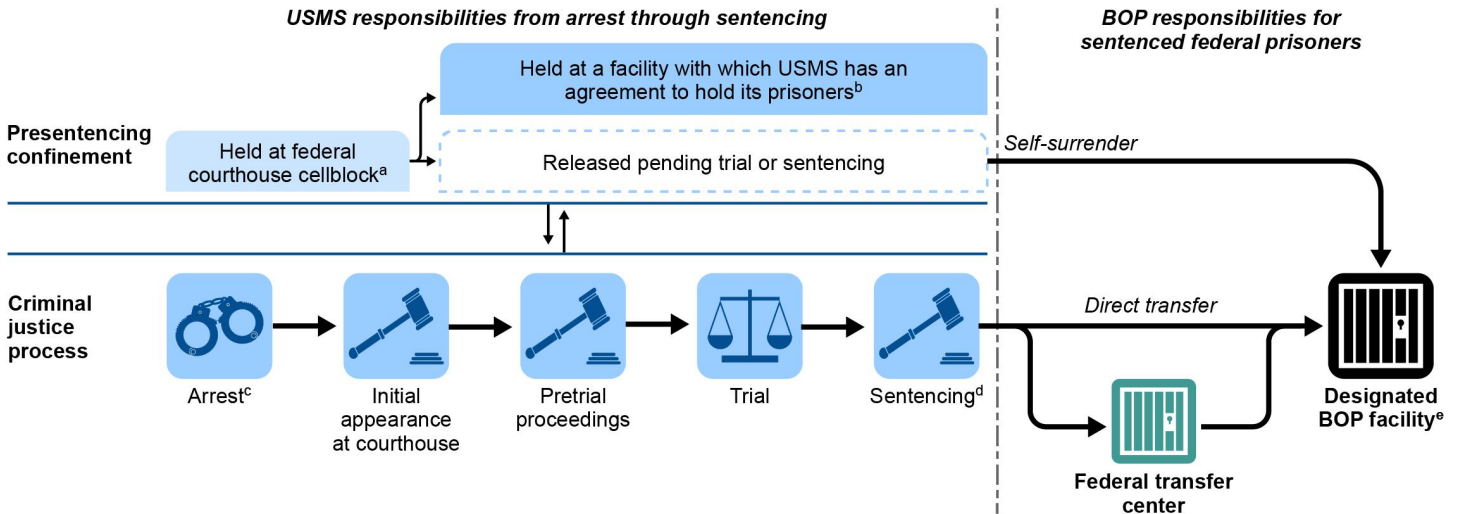 USMS responsibilities from arrest through sentencing
BOP responsibilities for
sentenced federal prisoners
Presentencing
confinement
Held at federal
courthouse cellblockᵃ
Held at a facility with which USMS has an
agreement to hold its prisonersᵇ
Released pending trial or sentencing
Self-surrender
Criminal
justice
process
Arrestᶜ
Initial
appearance
at courthouse
Pretrial
proceedings
Trial
Sentencingᵈ
Direct transfer
Federal transfer
center
Designated
BOP facilityᵉ